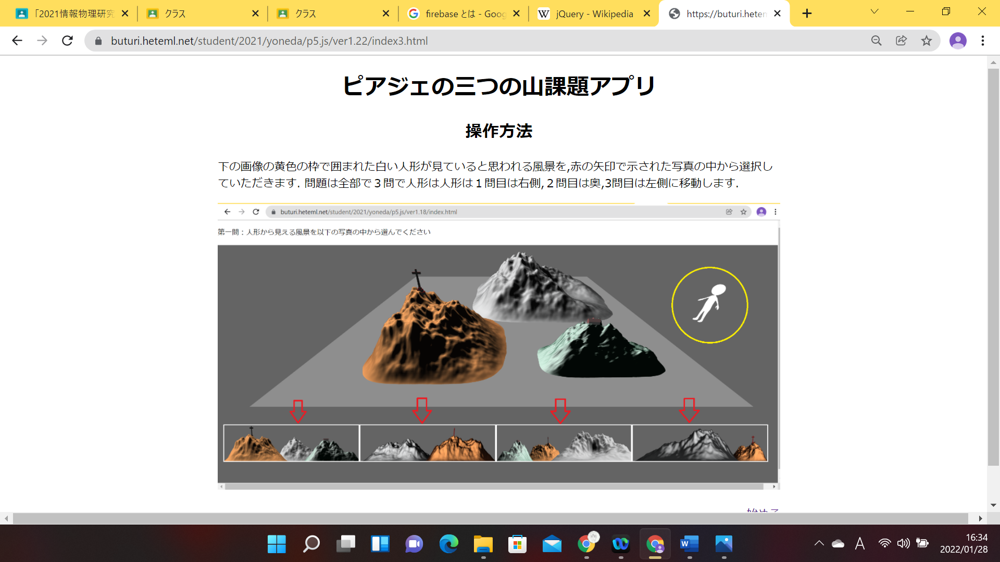 「2021情報物理研究
クラス
クラス
firebase とは - Goog
jQuery - Wikipedia
https://buturi.hetem
buturi.heteml.net/student/2021/yoneda/p5.js/ver1.22/index3.html
ピアジェの三つの山課題アプリ
操作方法
下の画像の黄色の枠で囲まれた白い人形が見ていると思われる風景を,赤の矢印で示された写真の中から選択し
ていただきます. 問題は全部で３問で人形は人形は１問目は右側,２問目は奥,3問目は左側に移動します.
buturi.heteml.net/student/2021/yoneda/p5.js/ver1.18/index.html
第一問：人形から見える風景を以下の写真の中から選んでください
始める
A
16:34
2022/01/28